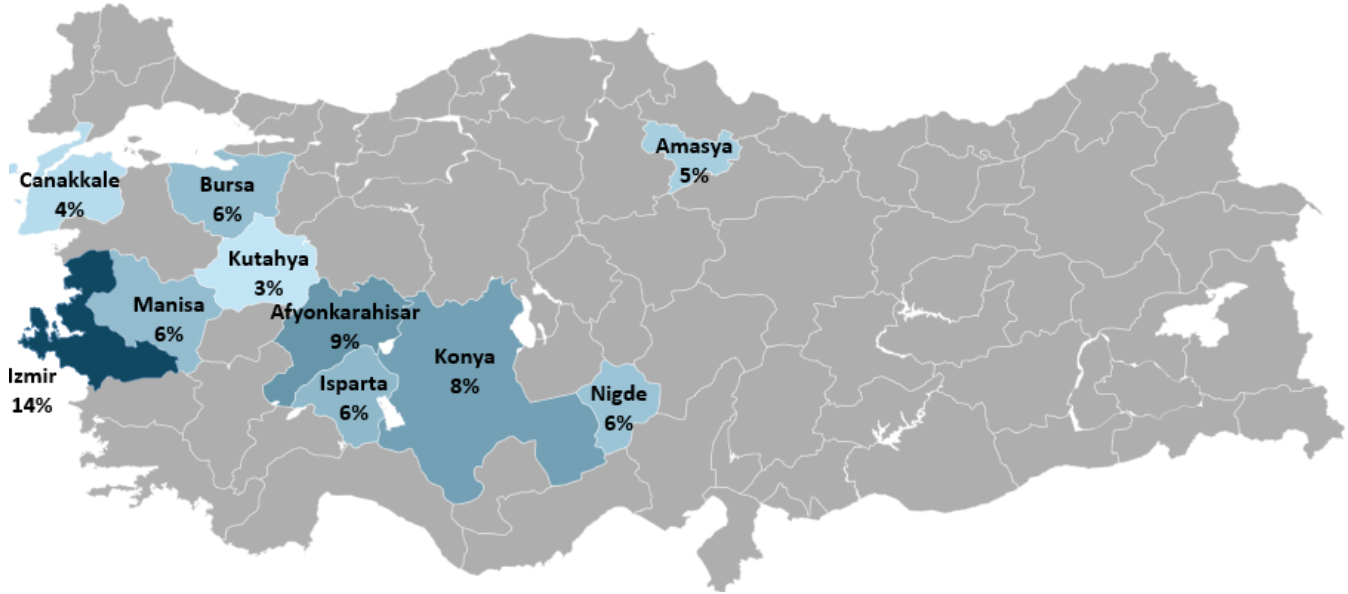 Amasya
5%
Canakkale
4%
Bursa
6%
Kutahya
3%
Manisa
6%
Afyonkarahisar
9%
Konya
8%
Izmir
14%
Isparta
6%
Nigde
6%